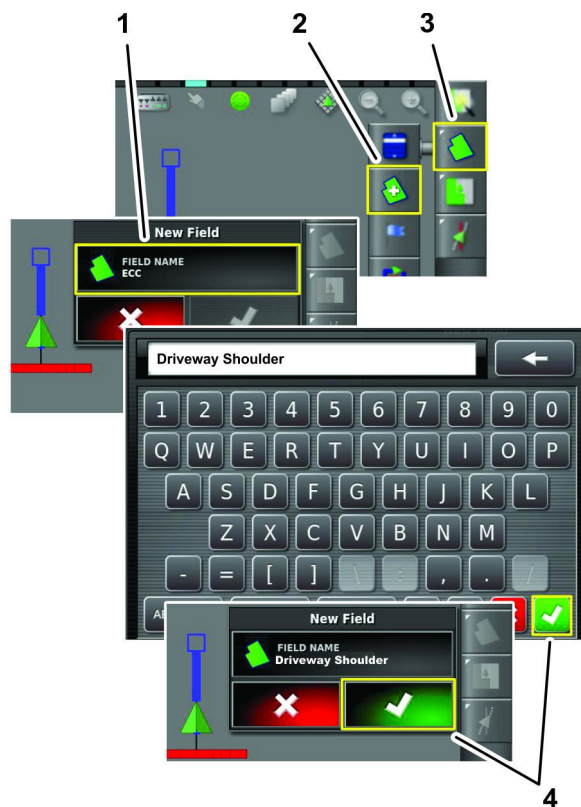 1
2
3
New Field
FIELD NAME
ECC
Driveway Shoulder
1 2 3 4 5 6 7 8 9 0
Q W E R T Y U I O P
A S D F G H J K L
Z X C V B N M
- = [ ] \ : , . /
New Field
FIELD NAME
Driveway Shoulder
4